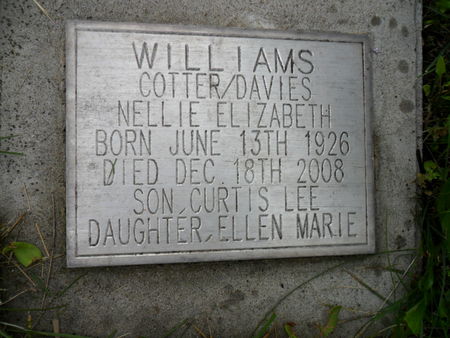 WILLIAMS
COTTER/DAVIES
NELLIE ELIZABETH
BORN JUNE 13TH 1926
DIED DEC. 18TH 2008
SON, CURTIS LEE
DAUGHTER, ELLEN MARIE